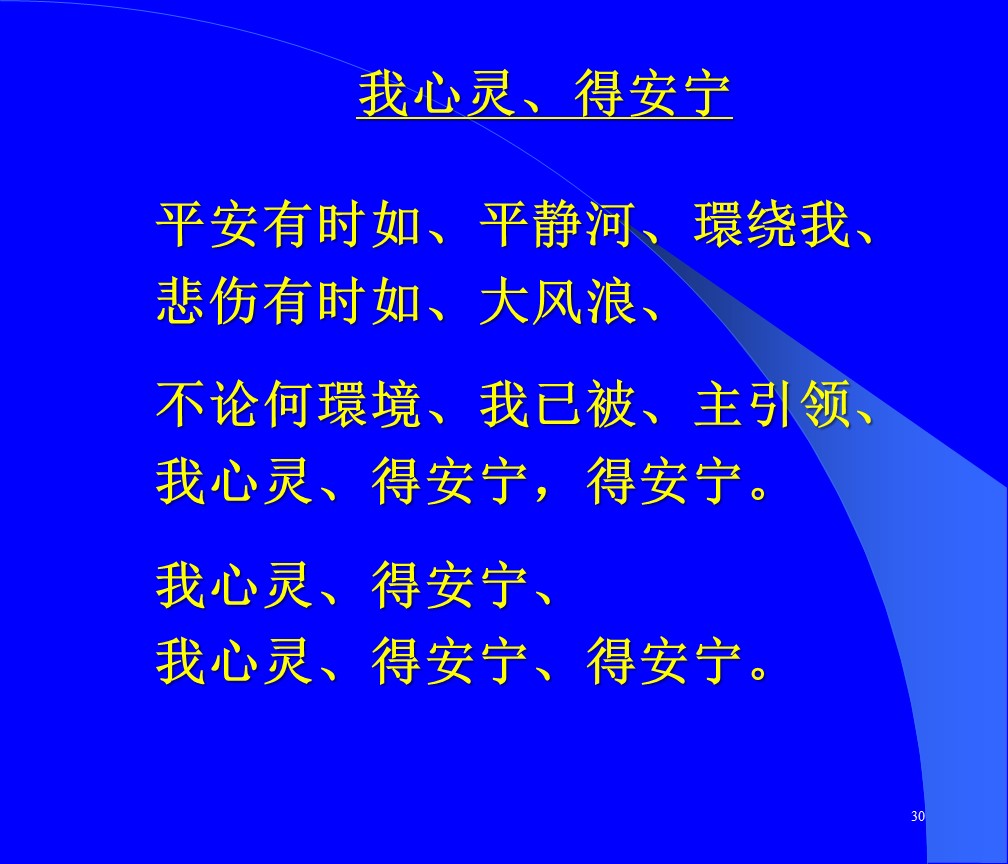 我心灵、得安宁
平安有时如、平静河、環绕我、
悲伤有时如、大风浪、
不论何環境、我已被、主引领、
我心灵、得安宁，得安宁。
我心灵、得安宁、
我心灵、得安宁、得安宁。
30